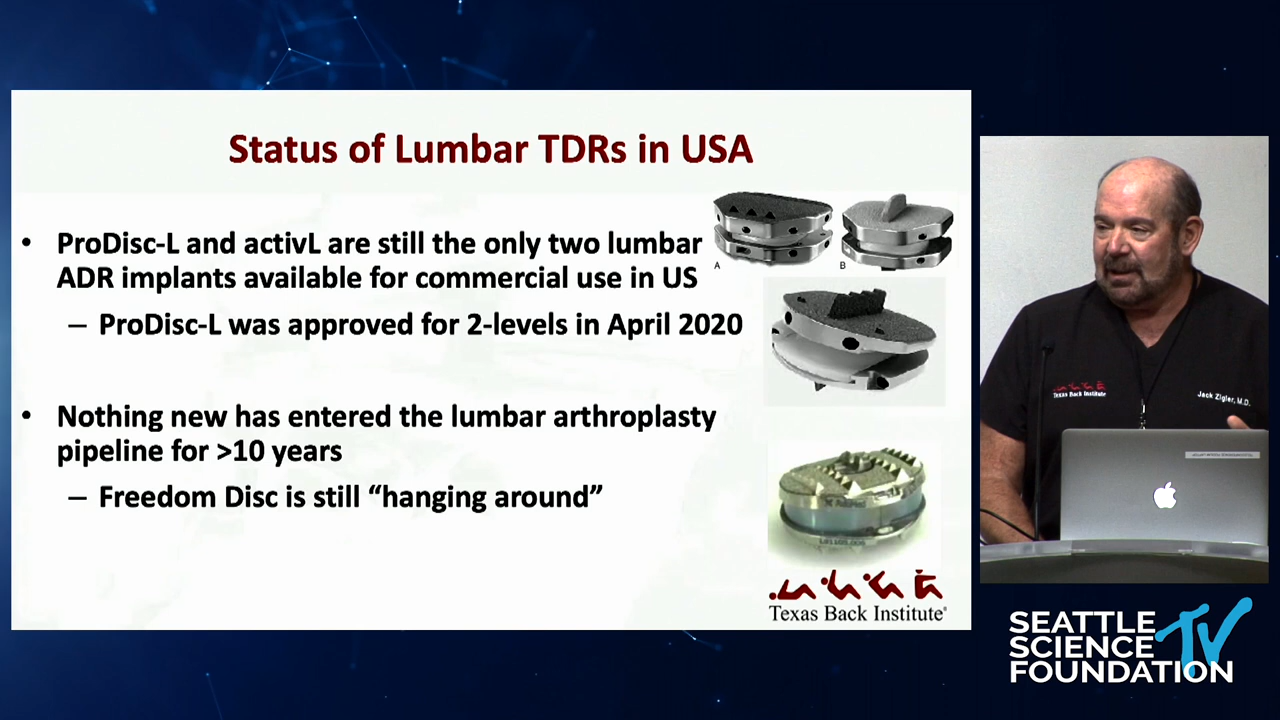 Status of Lumbar TDRs in USA
• ProDisc-L and activL are still the only two lumbar
ADR implants available for commercial use in US
– ProDisc-L was approved for 2-levels in April 2020
• Nothing new has entered the lumbar arthroplasty
pipeline for >10 years
– Freedom Disc is still “hanging around”
A
B
Texas Back Institute®
Texas Back Institute
Jack Zigler, M.D.
SEATTLE
SCIENCE
FOUNDATION
TV